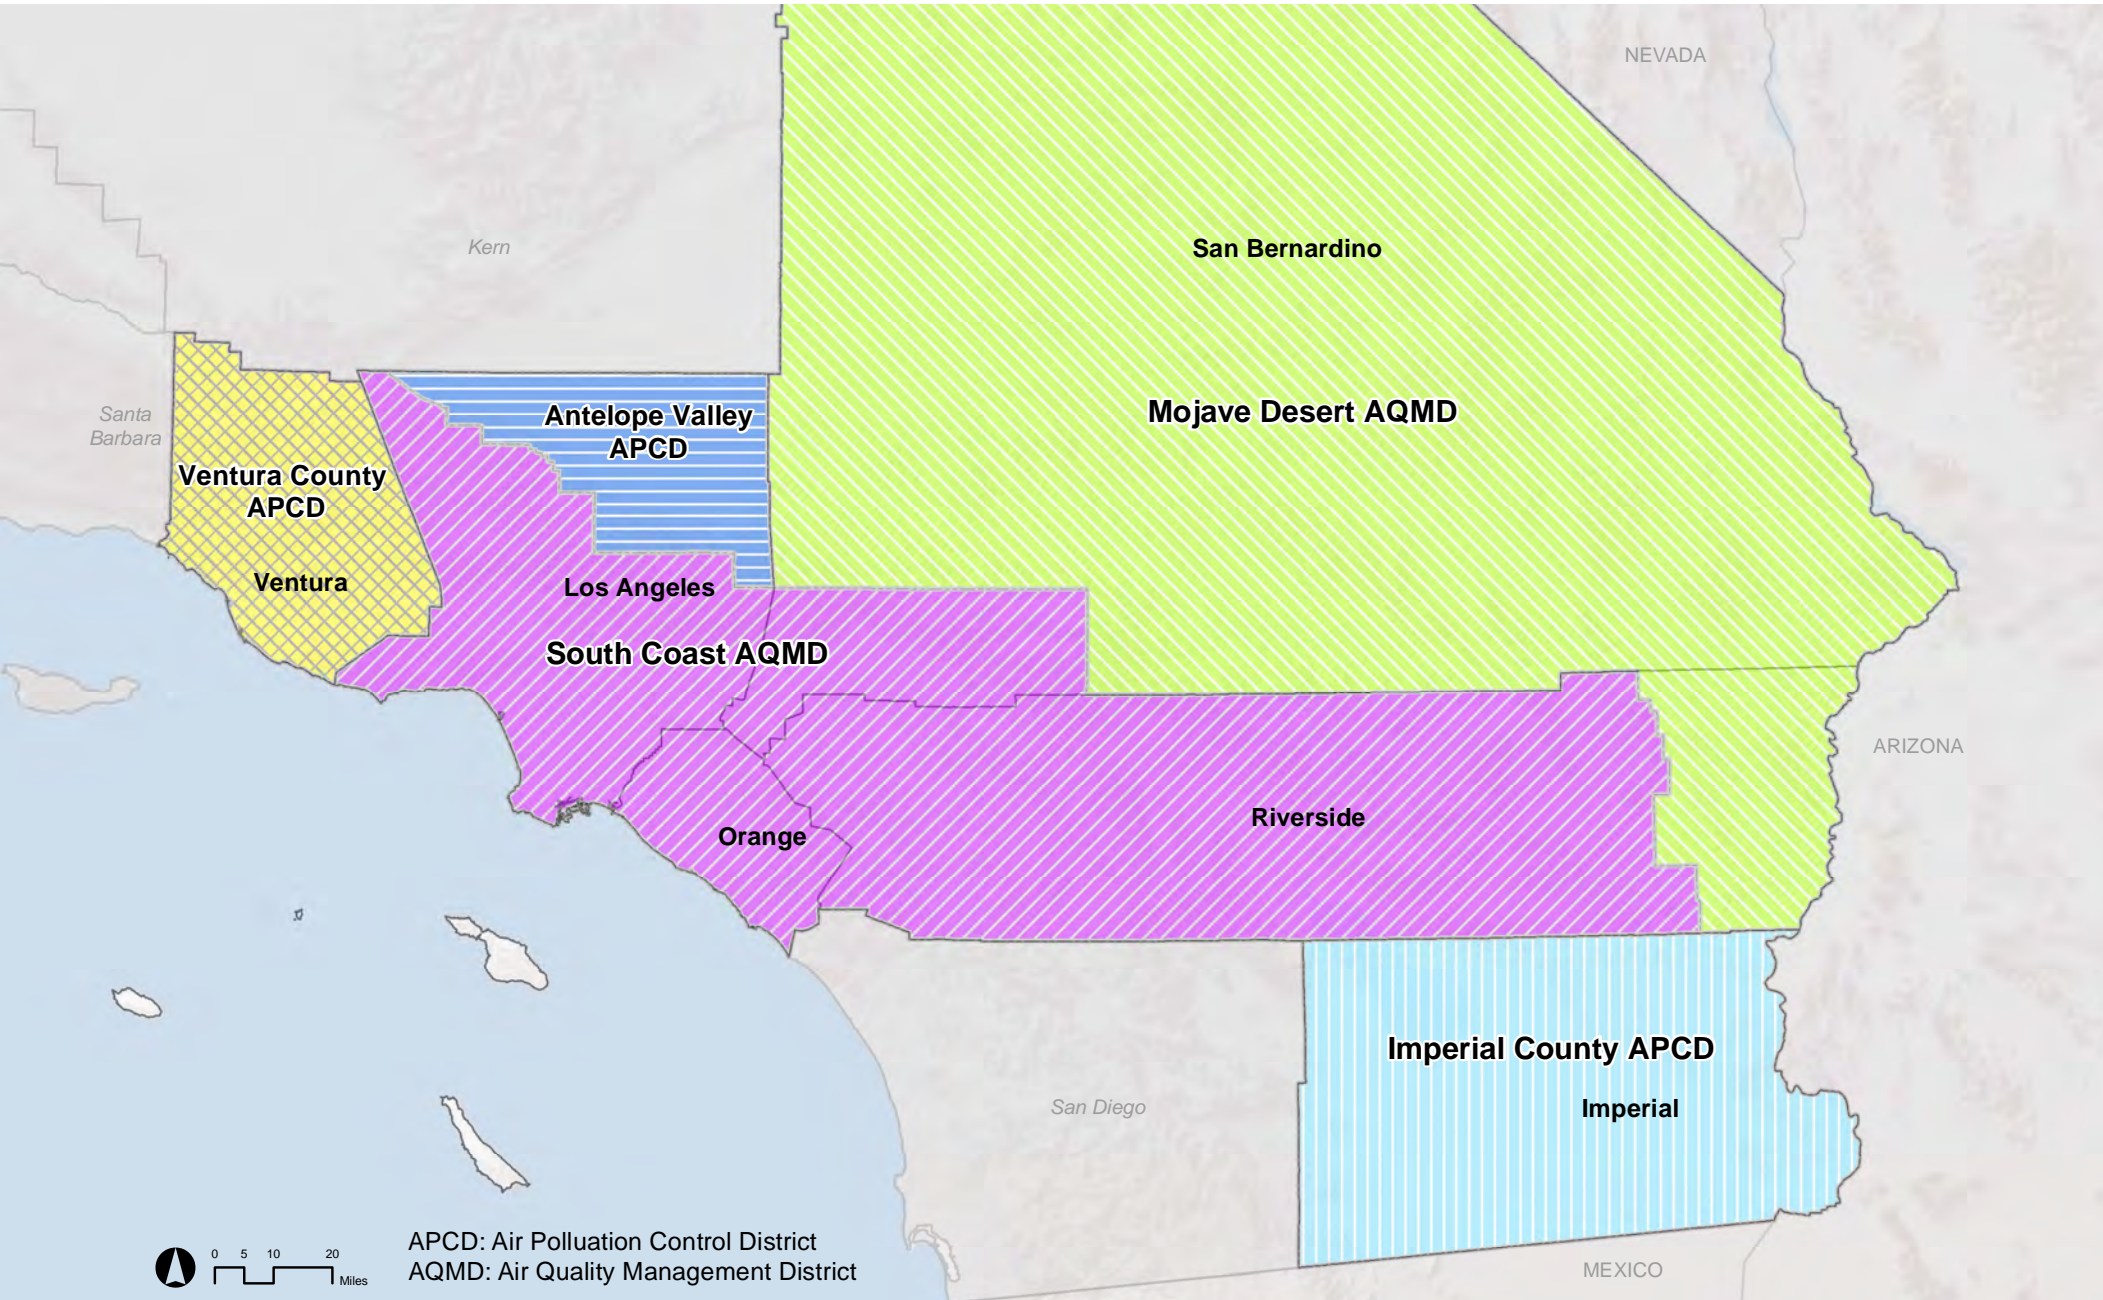 NEVADA
Kern
San Bernardino
Santa
Barbara
Antelope Valley
APCD
Mojave Desert AQMD
Ventura County
APCD
Ventura
Los Angeles
South Coast AQMD
ARIZONA
Riverside
Orange
Imperial County APCD
San Diego
Imperial
APCD: Air Polluation Control District
0 5 10 20
Miles
AQMD: Air Quality Management District
MEXICO